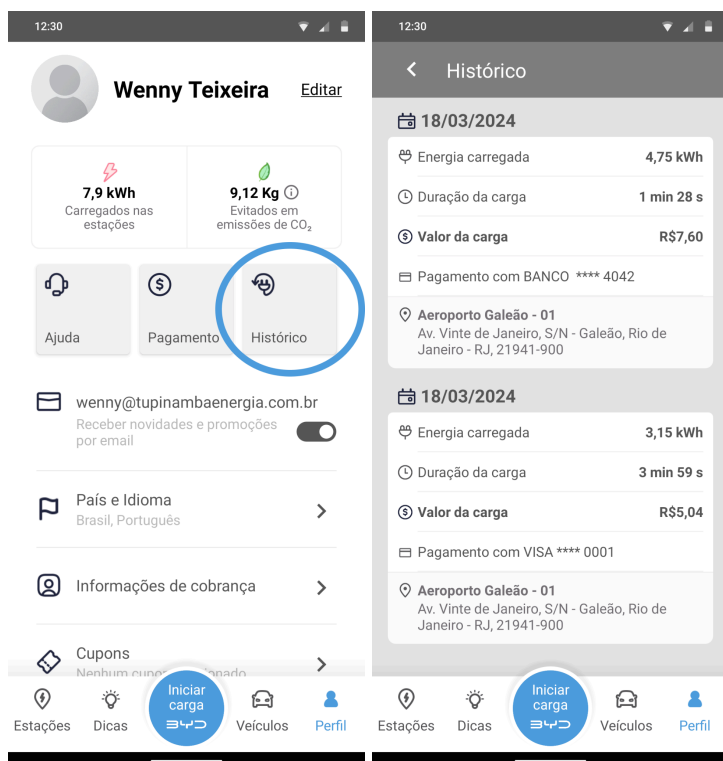 12:30
Wenny Teixeira
Editar
7,9 kWh
Carregados nas
estações
9,12 Kg
Evitados em
emissões de CO₂
Ajuda
Pagamento
Histórico
wenny@tupinambaenergia.com.br
Receber novidades e promoções
por email
País e Idioma
Brasil, Português
Informações de cobrança
Cupons
Nenhum
Estações
Dicas
Iniciar
carga
BYD
Veículos
Perfil
12:30
Histórico
18/03/2024
Energia carregada 4,75 kWh
Duração da carga 1 min 28 s
Valor da carga R$7,60
Pagamento com BANCO **** 4042
Aeroporto Galeão - 01
Av. Vinte de Janeiro, S/N - Galeão, Rio de
Janeiro - RJ, 21941-900
18/03/2024
Energia carregada 3,15 kWh
Duração da carga 3 min 59 s
Valor da carga R$5,04
Pagamento com VISA **** 0001
Aeroporto Galeão - 01
Av. Vinte de Janeiro, S/N - Galeão, Rio de
Janeiro - RJ, 21941-900
Estações
Dicas
Iniciar
carga
BYD
Veículos
Perfil